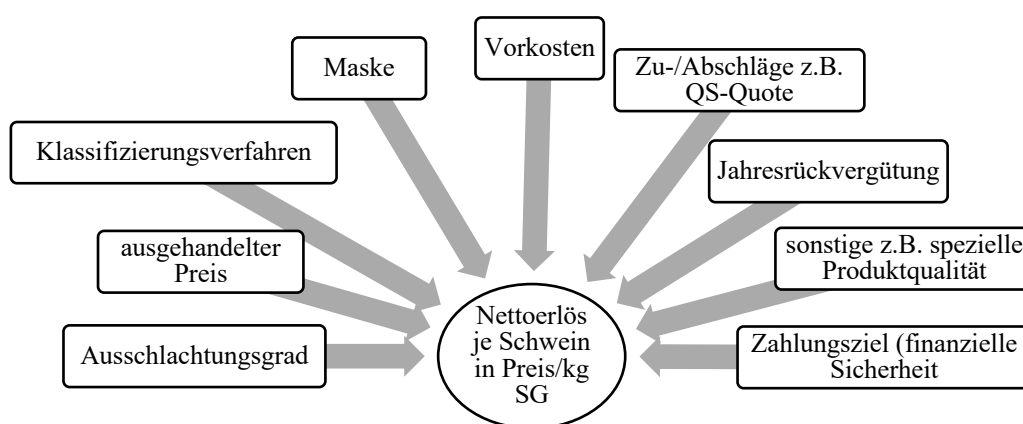 Vorkosten
Maske
Zu-/Abschläge z.B.
QS-Quote
Klassifizierungsverfahren
Jahresrückvergütung
ausgehandelter
Preis
sonstige z.B. spezielle
Produktqualität
Ausschlachtungsgrad
Zahlungsziel (finanzielle
Sicherheit
Nettoerlös
je Schwein
in Preis/kg
SG